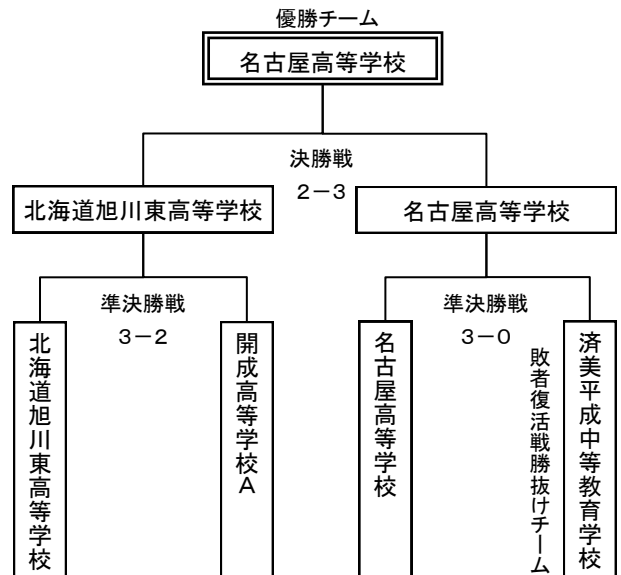 優勝チーム
名古屋高等学校
決勝戦
2－3
北海道旭川東高等学校
名古屋高等学校
準決勝戦
3－2
準決勝戦
3－0
北海道旭川東高等学校
開成高等学校A
名古屋高等学校
敗者復活戦勝抜けチーム
済美平成中等教育学校